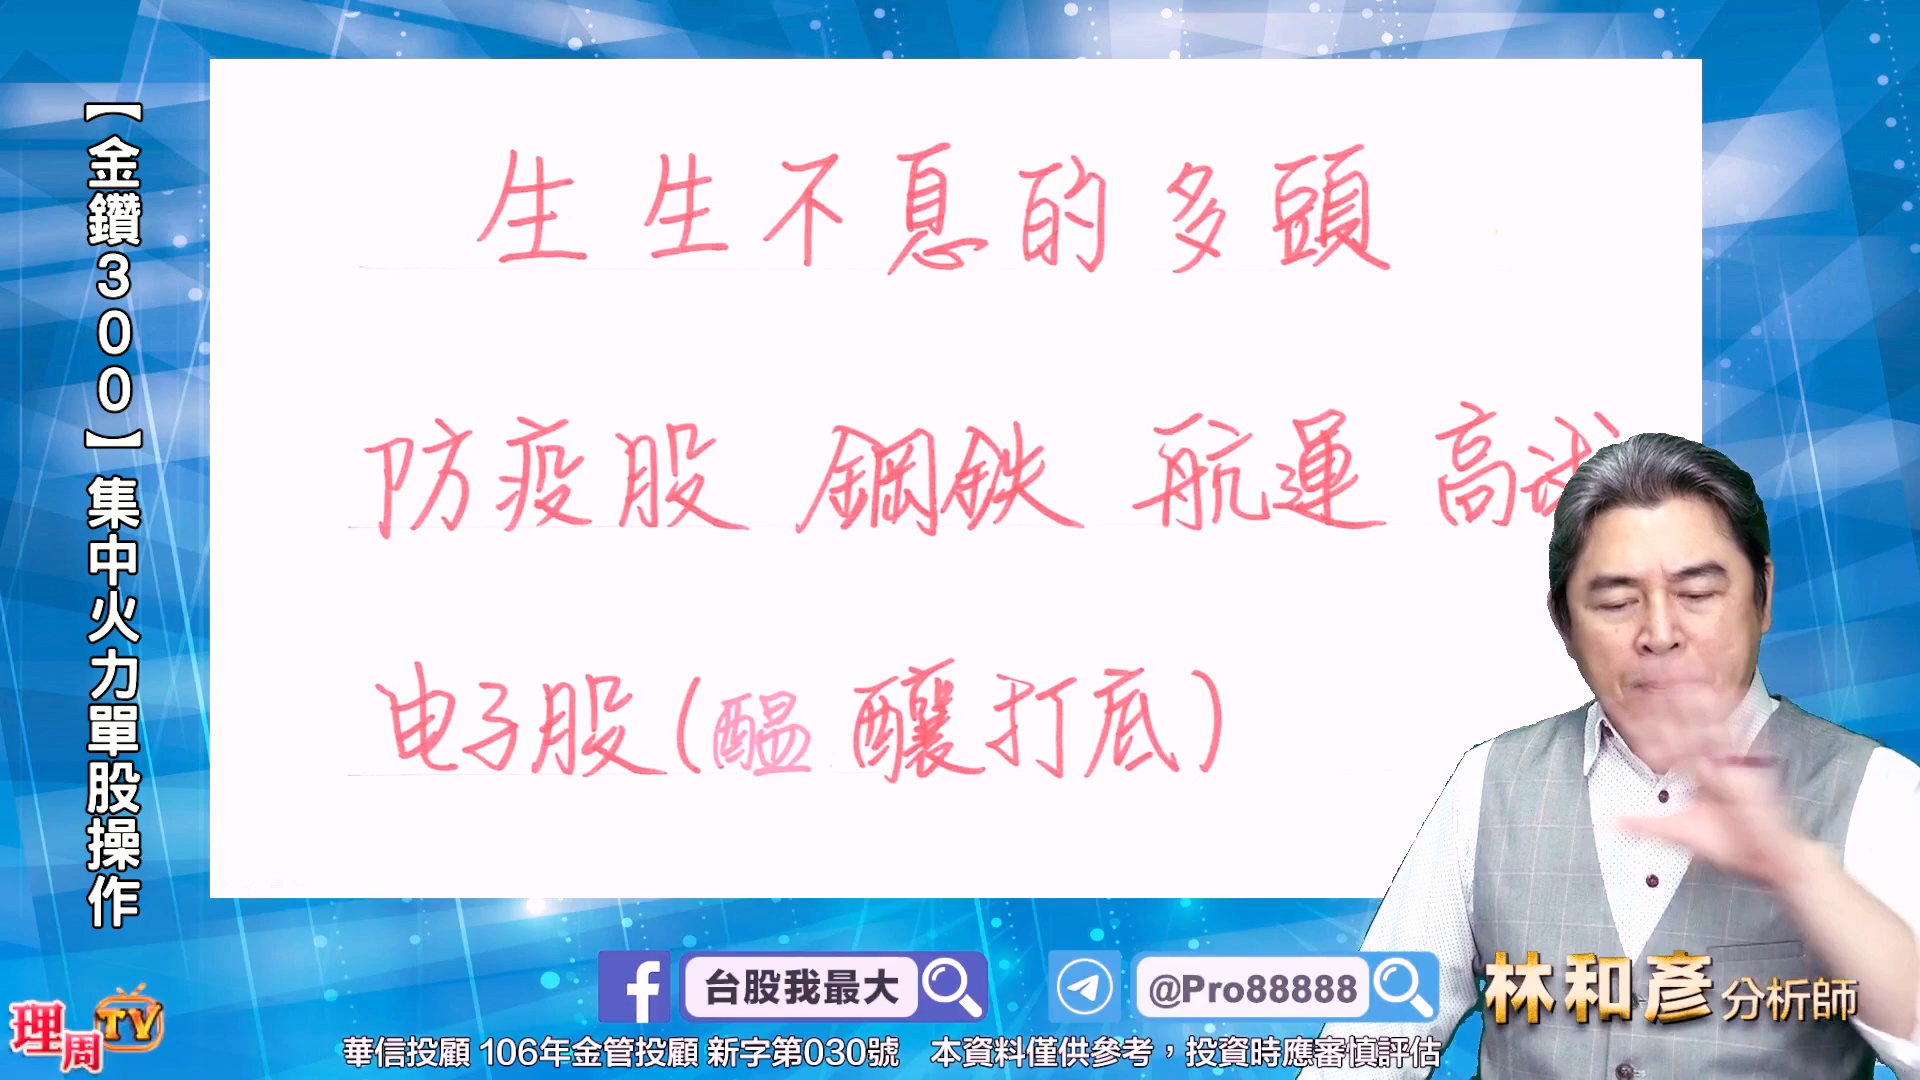 【金鑽300】集中火力單股操作
生生不息的多頭
防疫股 鋼鉄 航運 高
电子股(醞釀打底)
台股我最大
@Pro88888
林和彥分析師
理周TV
華信投顧 106年金管投顧 新字第030號 本資料僅供參考，投資時應審慎評估